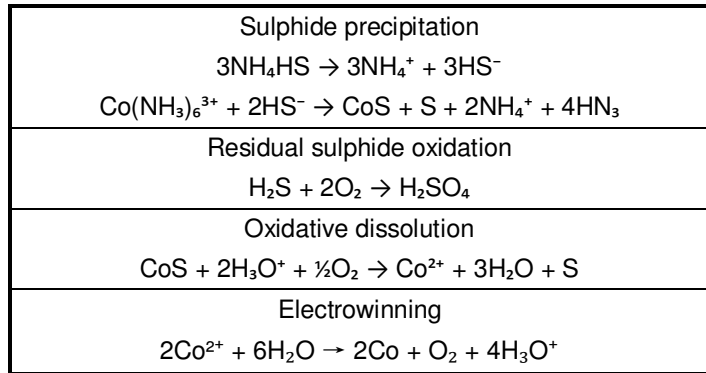 Sulphide precipitation
3NH₄HS → 3NH₄⁺ + 3HS⁻
Co(NH₃)₆³⁺ + 2HS⁻ → CoS + S + 2NH₄⁺ + 4HN₃
Residual sulphide oxidation
H₂S + 2O₂ → H₂SO₄
Oxidative dissolution
CoS + 2H₃O⁺ + ½O₂ → Co²⁺ + 3H₂O + S
Electrowinning
2Co²⁺ + 6H₂O → 2Co + O₂ + 4H₃O⁺